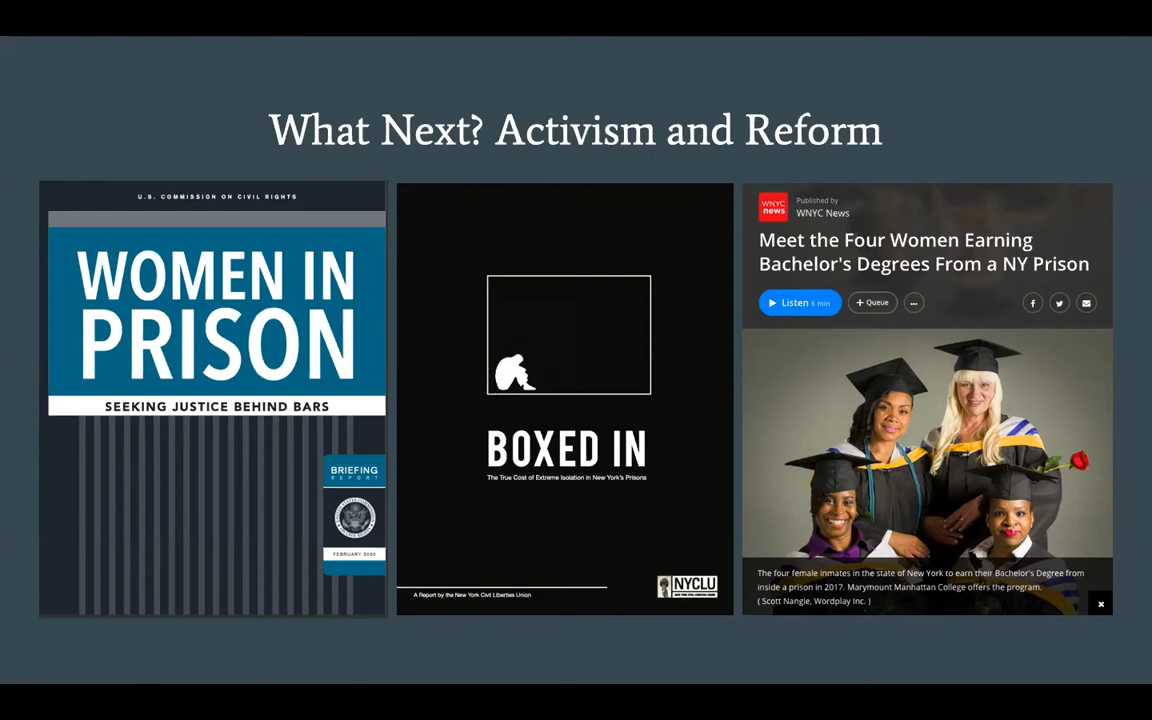 What Next? Activism and Reform
U.S. COMMISSION ON CIVIL RIGHTS
WOMEN IN
PRISON
SEEKING JUSTICE BEHIND BARS
BRIEFING
REPORT
FEBRUARY 2020
BOXED IN
The True Cost of Extreme Isolation in New York's Prisons
A Report by the New York Civil Liberties Union
NYCLU
WNYC
news
Published by
WNYC News
Meet the Four Women Earning
Bachelor's Degrees From a NY Prison
Listen 6 min
+ Queue
...
The four female inmates in the state of New York to earn their Bachelor's Degree from
inside a prison in 2017. Marymount Manhattan College offers the program.
( Scott Nangle, Wordplay Inc. )